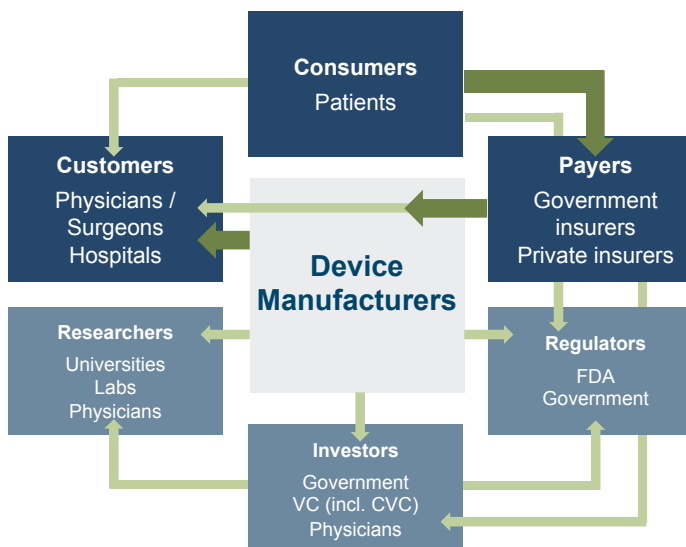 Consumers
Patients
Customers
Physicians /
Surgeons
Hospitals
Payers
Government
insurers
Private insurers
Device
Manufacturers
Researchers
Universities
Labs
Physicians
Regulators
FDA
Government
Investors
Government
VC (incl. CVC)
Physicians